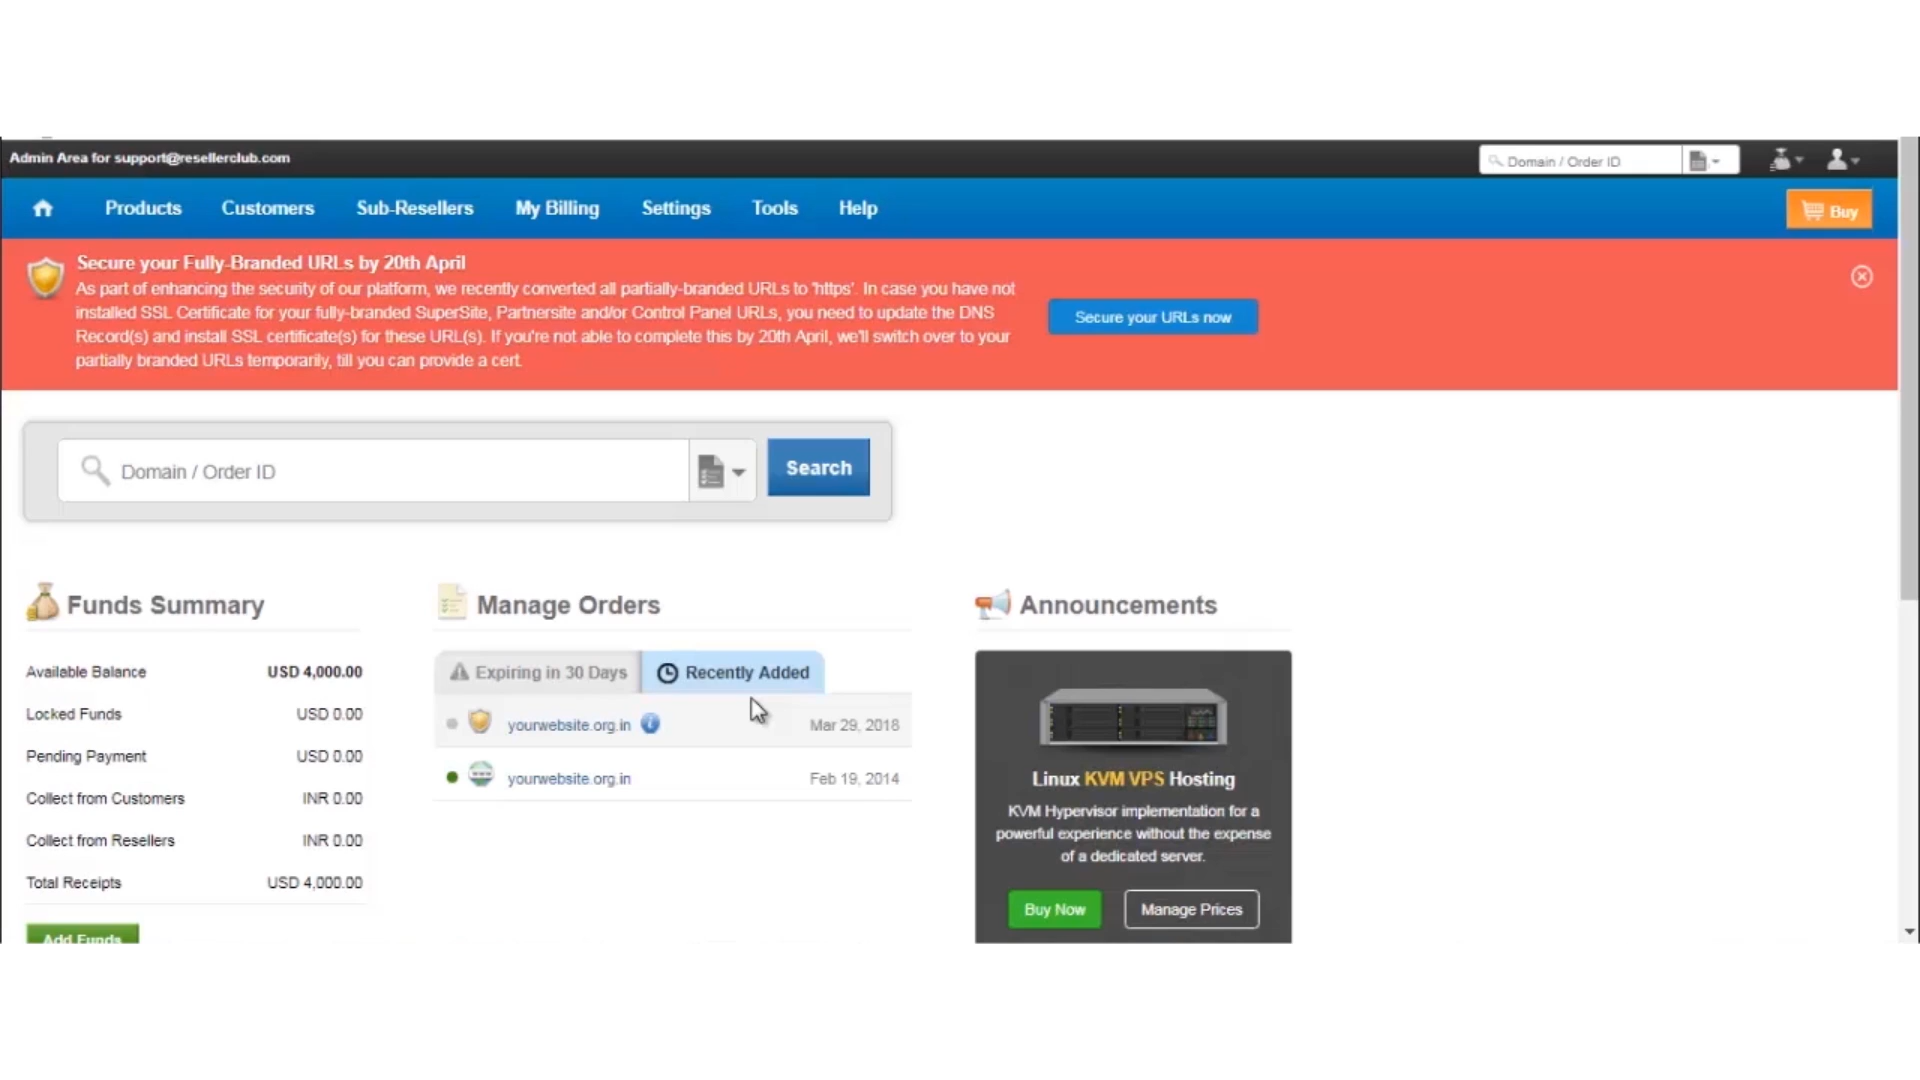 Admin Area for support@resellerclub.com
Domain / Order ID
Products Customers Sub-Resellers My Billing Settings Tools Help Buy
Secure your Fully-Branded URLs by 20th April
As part of enhancing the security of our platform, we recently converted all partially-branded URLs to 'https'. In case you have not
installed SSL Certificate for your fully-branded SuperSite, Partnersite and/or Control Panel URLs, you need to update the DNS
Record(s) and install SSL certificate(s) for these URL(s). If you're not able to complete this by 20th April, we'll switch over to your
partially branded URLs temporarily, till you can provide a cert.
Secure your URLs now
Domain / Order ID
Search
Funds Summary
Available Balance USD 4,000.00
Locked Funds USD 0.00
Pending Payment USD 0.00
Collect from Customers INR 0.00
Collect from Resellers INR 0.00
Total Receipts USD 4,000.00
Add Funds
Manage Orders
Expiring in 30 Days Recently Added
yourwebsite.org.in Mar 29, 2018
yourwebsite.org.in Feb 19, 2014
Announcements
Linux KVM VPS Hosting
KVM Hypervisor implementation for a
powerful experience without the expense
of a dedicated server.
Buy Now Manage Prices